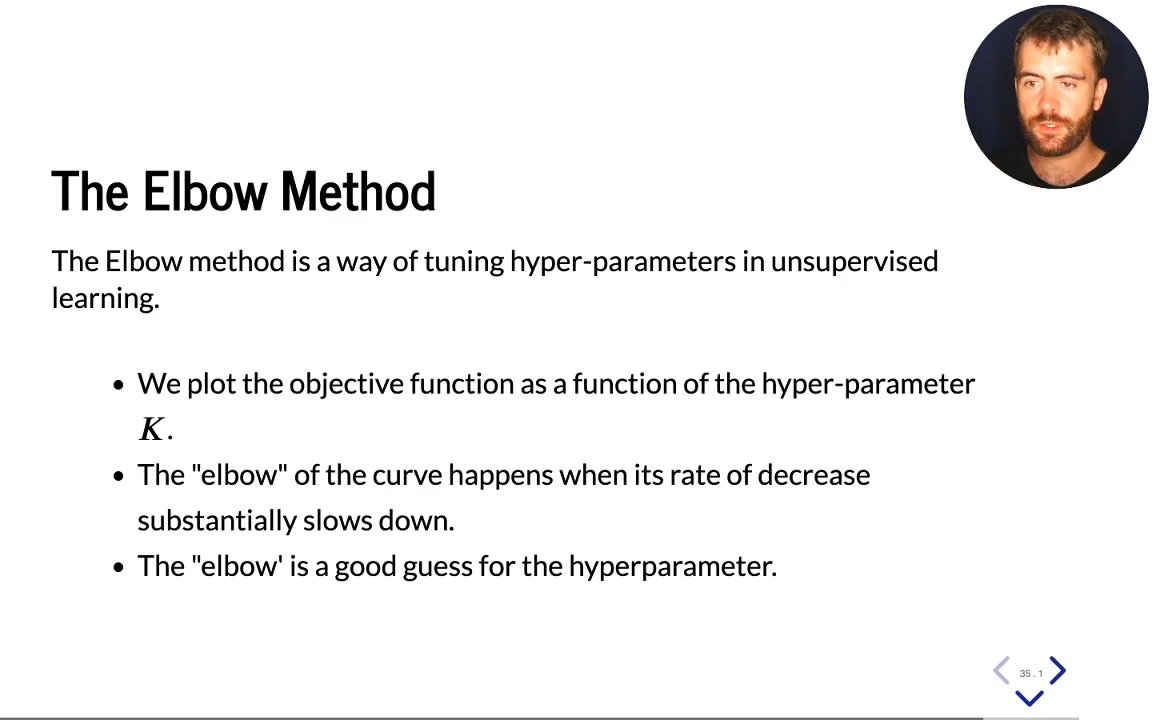 The Elbow Method
The Elbow method is a way of tuning hyper-parameters in unsupervised
learning.
• We plot the objective function as a function of the hyper-parameter
K.
• The "elbow" of the curve happens when its rate of decrease
substantially slows down.
• The "elbow' is a good guess for the hyperparameter.
35 . 1